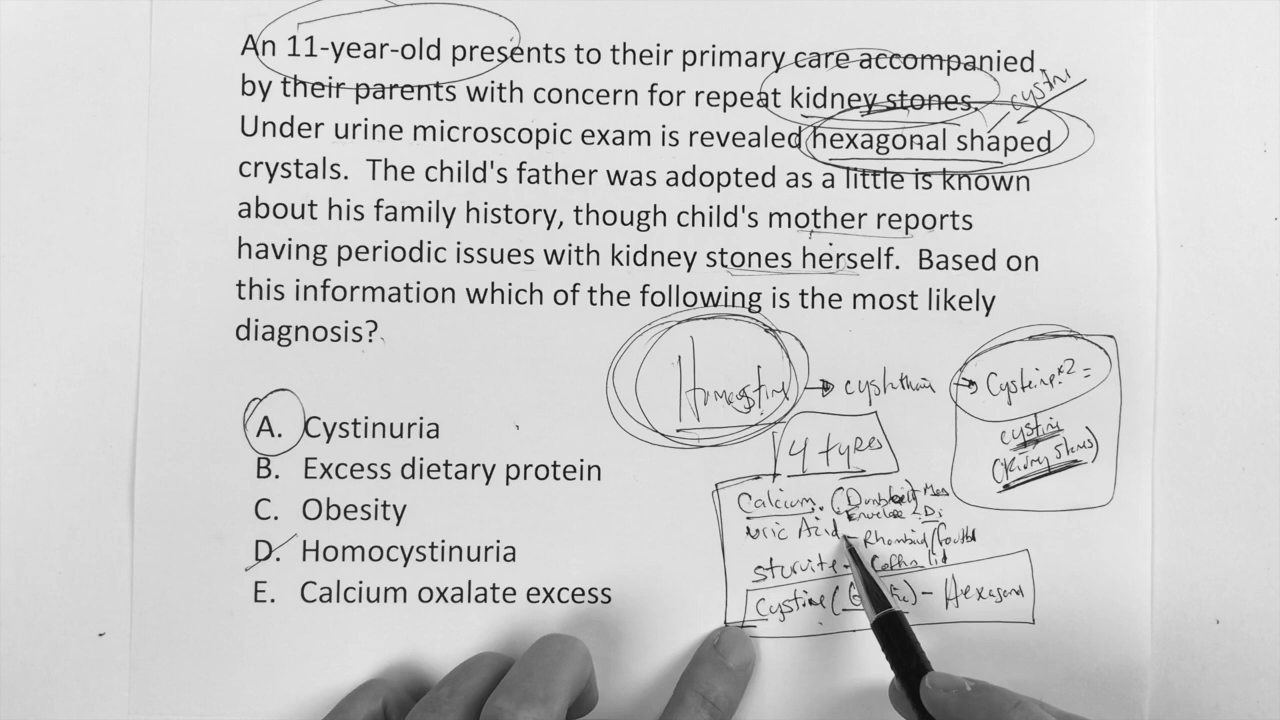 An 11-year-old presents to their primary care accompanied
by their parents with concern for repeat kidney stones.
cystin
Under urine microscopic exam is revealed hexagonal shaped
crystals. The child's father was adopted as a little is known
about his family history, though child's mother reports
having periodic issues with kidney stones herself. Based on
this information which of the following is the most likely
diagnosis?
A. Cystinuria
B. Excess dietary protein
C. Obesity
D. Homocystinuria
E. Calcium oxalate excess
→ → Cysteine x2 =
cystine
(Kidney stones)
4 types
Calcium
Envelope - Di
Uric Acid - Rhomboid
struvite - Coffin lid
Cystine - Hexagonal